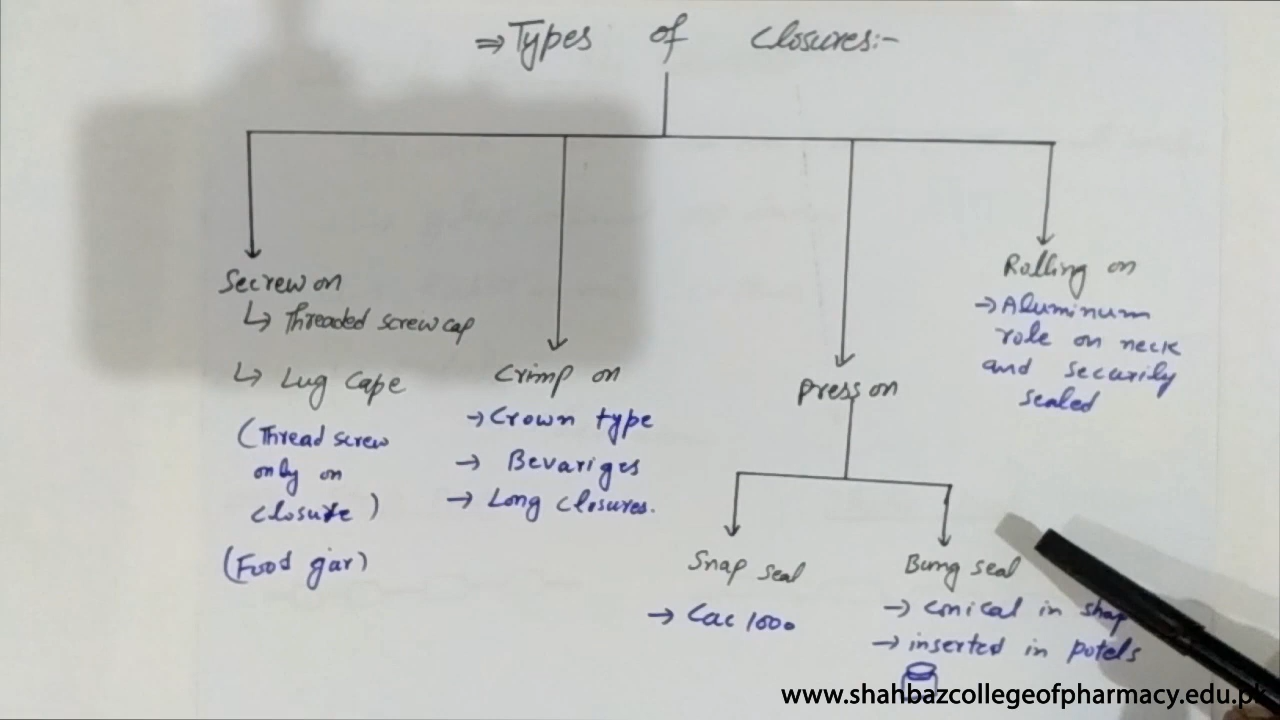 ⇒ Types of Closures:-
Secrew on
↳ Threaded screw cap
↳ Lug cape
(Thread screw
only on
closure)
(Food gar)
Crimp on
→ Crown type
→ Bevariges
→ Long closures.
Press on
Snap seal
→ Cac 1000
Bung seal
→ Conical in shap
→ inserted in potels
Rolling on
→ Aluminum
role on neck
and securily
sealed
www.shahbazcollegeofpharmacy.edu.pk